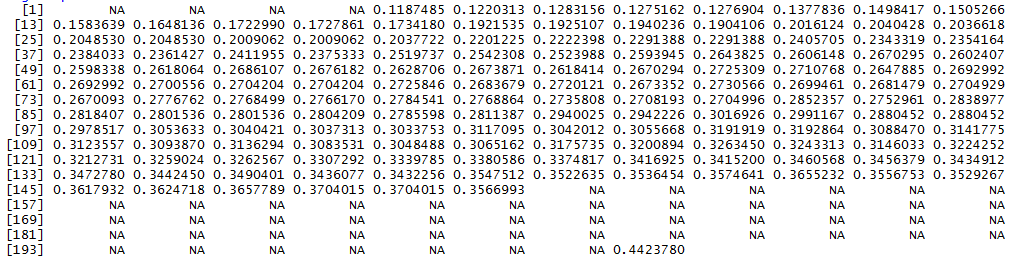 [1] NA NA NA NA 0.1187485 0.1220313 0.1283156 0.1275162 0.1276904 0.1377836 0.1498417 0.1505266
[13] 0.1583639 0.1648136 0.1722990 0.1727861 0.1734180 0.1921535 0.1925107 0.1940236 0.1904106 0.2016124 0.2040428 0.2036618
[25] 0.2048530 0.2048530 0.2009062 0.2009062 0.2037722 0.2201225 0.2222398 0.2291388 0.2291388 0.2405705 0.2343319 0.2354164
[37] 0.2384033 0.2361427 0.2411955 0.2375333 0.2519737 0.2542308 0.2523988 0.2593945 0.2643825 0.2606148 0.2670295 0.2602407
[49] 0.2598338 0.2618064 0.2686107 0.2676182 0.2628706 0.2673871 0.2618414 0.2670294 0.2725309 0.2710768 0.2647885 0.2692992
[61] 0.2692992 0.2700556 0.2704204 0.2704204 0.2725846 0.2683679 0.2720121 0.2673352 0.2730566 0.2699461 0.2681479 0.2704929
[73] 0.2670093 0.2776762 0.2768499 0.2766170 0.2784541 0.2768864 0.2735808 0.2708193 0.2704996 0.2852357 0.2752961 0.2838977
[85] 0.2818407 0.2801536 0.2801536 0.2804209 0.2785598 0.2811387 0.2940025 0.2942226 0.3016926 0.2991167 0.2880452 0.2880452
[97] 0.2978517 0.3053633 0.3040421 0.3037313 0.3033753 0.3117095 0.3042012 0.3055668 0.3191919 0.3192864 0.3088470 0.3141775
[109] 0.3123557 0.3093870 0.3136294 0.3083531 0.3048488 0.3065162 0.3175735 0.3200894 0.3263450 0.3243313 0.3146033 0.3224252
[121] 0.3212731 0.3259024 0.3262567 0.3307292 0.3339785 0.3380586 0.3374817 0.3416925 0.3415200 0.3460568 0.3456379 0.3434912
[133] 0.3472780 0.3442450 0.3490401 0.3436077 0.3432256 0.3547512 0.3522635 0.3536454 0.3574641 0.3655232 0.3556753 0.3529267
[145] 0.3617932 0.3624718 0.3657789 0.3704015 0.3704015 0.3566993 NA NA NA NA NA NA
[157] NA NA NA NA NA NA NA NA NA NA NA NA
[169] NA NA NA NA NA NA NA NA NA NA NA NA
[181] NA NA NA NA NA NA NA NA NA NA NA NA
[193] NA NA NA NA NA NA NA 0.4423780